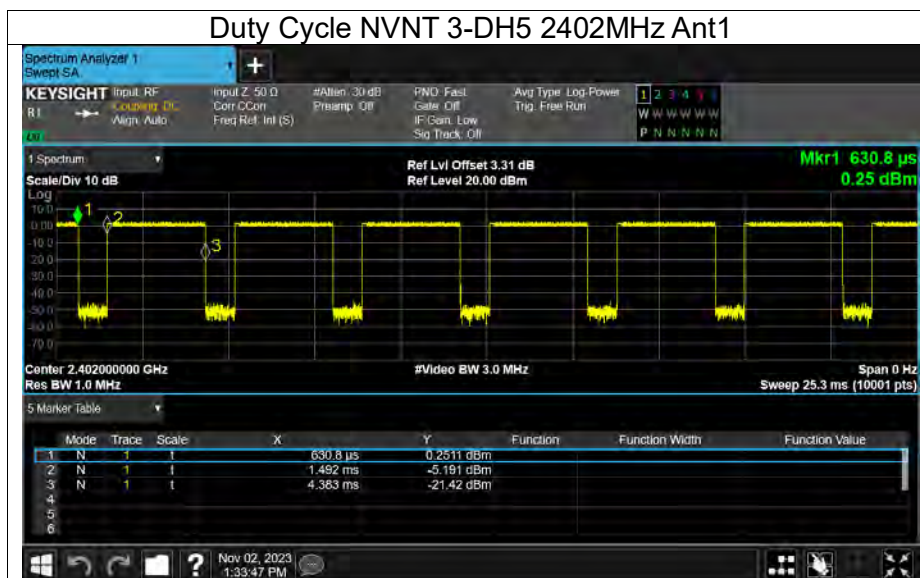 Duty Cycle NVNT 3-DH5 2402MHz Ant1
Spectrum Analyzer 1
Swept SA
+
KEYSIGHT Input: RF Input Z: 50 Ω #Atten: 30 dB PNO: Fast Avg Type: Log-Power 1 2 3 4 5 6
R1 Coupling: DC Corr CCorr Preamp: Off Gate: Off Trig: Free Run W W W W W W
Align: Auto Freq Ref: Int (S) IF Gain: Low P N N N N N
Sig Track: Off
1 Spectrum Ref Lvl Offset 3.31 dB Mkr1 630.8 µs
Scale/Div 10 dB Ref Level 20.00 dBm 0.25 dBm
Log
10.0
1
2
0.00
-10.0
3
-20.0
-30.0
-40.0
-50.0
-60.0
-70.0
Center 2.402000000 GHz #Video BW 3.0 MHz Span 0 Hz
Res BW 1.0 MHz Sweep 25.3 ms (10001 pts)
5 Marker Table
Mode Trace Scale X Y Function Function Width Function Value
1 N 1 t 630.8 µs 0.2511 dBm
2 N 1 t 1.492 ms -5.191 dBm
3 N 1 t 4.383 ms -21.42 dBm
4
5
6
? Nov 02, 2023
1:33:47 PM